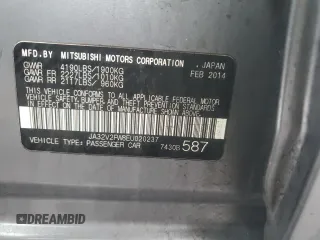 MFD.BY MITSUBISHI MOTORS CORPORATION , JAPAN
GVWR 4190LBS/1900KG FEB 2014
GAWR FR 2227LBS/1010KG
GAWR RR 2117LBS/ 960KG
THIS VEHICLE CONFORMS TO ALL APPLICABLE FEDERAL
MOTOR VEHICLE SAFETY, BUMPER, AND THEFT
PREVENTION STANDARDS IN EFFECT ON THE DATE OF
MANUFACTURE SHOWN ABOVE.
JA32V2FW8EU020237
VEHICLE TYPE: PASSENGER CAR 7430B 587
DREAMBID